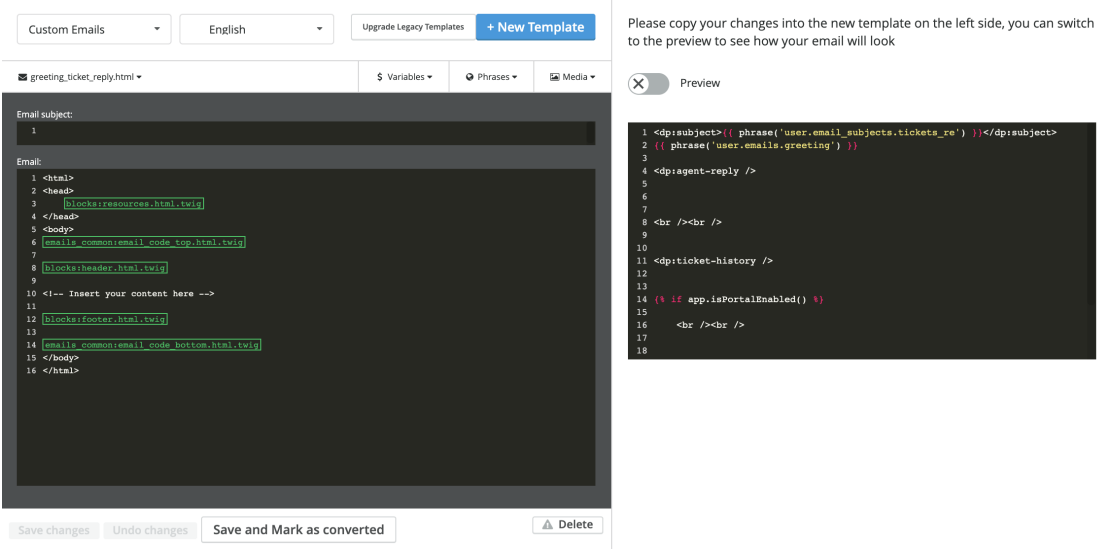 Custom Emails
English
Upgrade Legacy Templates
+ New Template
greeting_ticket_reply.html
$ Variables
Phrases
Media
Email subject:
1
Email:
1 <html>
2 <head>
3 blocks:resources.html.twig
4 </head>
5 <body>
6 emails_common:email_code_top.html.twig
7
8 blocks:header.html.twig
9
10 <!-- Insert your content here -->
11
12 blocks:footer.html.twig
13
14 emails_common:email_code_bottom.html.twig
15 </body>
16 </html>
Save changes
Undo changes
Save and Mark as converted
Delete
Please copy your changes into the new template on the left side, you can switch
to the preview to see how your email will look
Preview
1 <dp:subject>{{ phrase('user.email_subjects.tickets_re') }}</dp:subject>
2 {{ phrase('user.emails.greeting') }}
3
4 <dp:agent-reply />
5
6
7
8 <br /><br />
9
10
11 <dp:ticket-history />
12
13
14 {% if app.isPortalEnabled() %}
15
16 <br /><br />
17
18